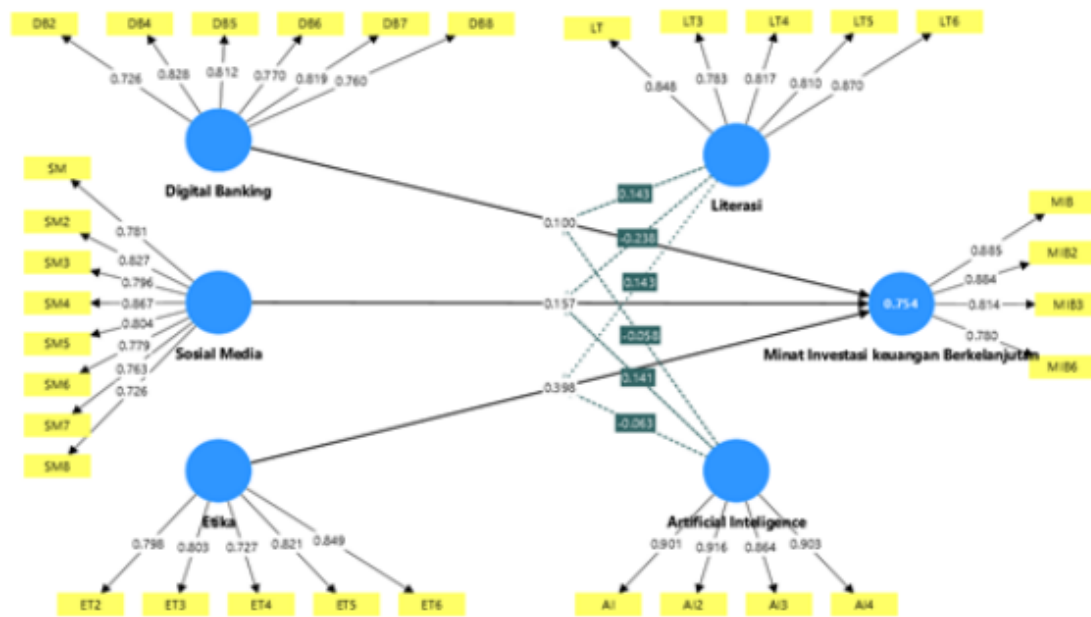 DB2 DB4 DB5 DB6 DB7 DB8
0.726 0.828 0.812 0.770 0.819 0.760
Digital Banking
LT LT3 LT4 LT5 LT6
0.848 0.783 0.817 0.810 0.870
Literasi
SM
SM2
SM3
SM4
SM5
SM6
SM7
SM8
0.781
0.827
0.796
0.867
0.804
0.779
0.763
0.726
Sosial Media
0.100
0.157
0.398
0.143
-0.238
0.143
-0.058
0.141
-0.063
MIB
MIB2
MIB3
MIB6
0.885
0.884
0.814
0.780
0.754
Minat Investasi keuangan Berkelanjutan
Etika
0.798 0.803 0.727 0.821 0.849
ET2 ET3 ET4 ET5 ET6
Artificial Inteligence
0.901 0.916 0.864 0.903
AI AI2 AI3 AI4